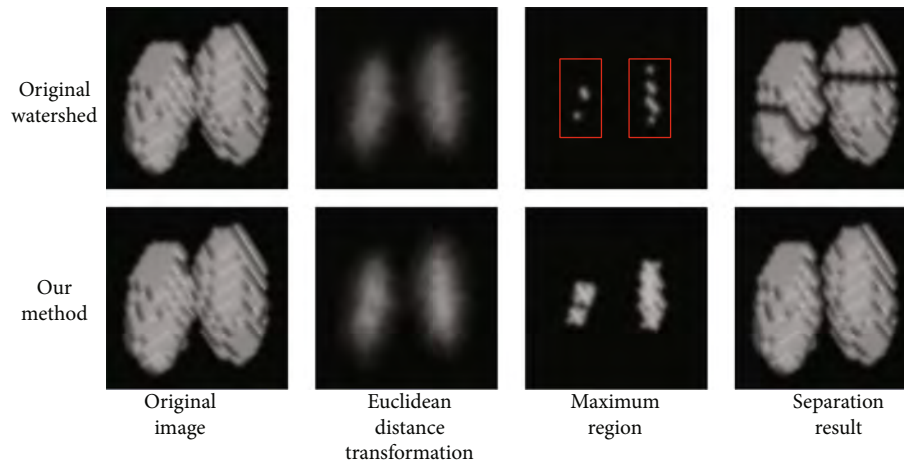 Original
watershed
Our
method
Original
image
Euclidean
distance
transformation
Maximum
region
Separation
result